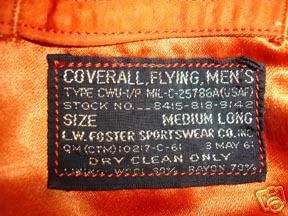 COVERALL, FLYING, MEN'S
TYPE CWU-1/P MIL-C-25788A(USAF)
STOCK NO. 8415-818-9142
SIZE MEDIUM LONG
L.W. FOSTER SPORTSWEAR CO. INC.
QM (CTM) 10217-C-61 3 MAY 61
DRY CLEAN ONLY
WOOL 30% RAYON 70%